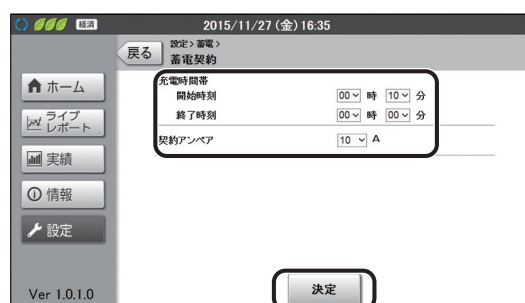 経済 2015/11/27 (金) 16:35
戻る
設定> 蓄電>
蓄電契約
ホーム
ライブ
レポート
実績
情報
設定
Ver 1.0.1.0
充電時間帯
開始時刻 00 時 10 分
終了時刻 00 時 00 分
契約アンペア 10 A
決定